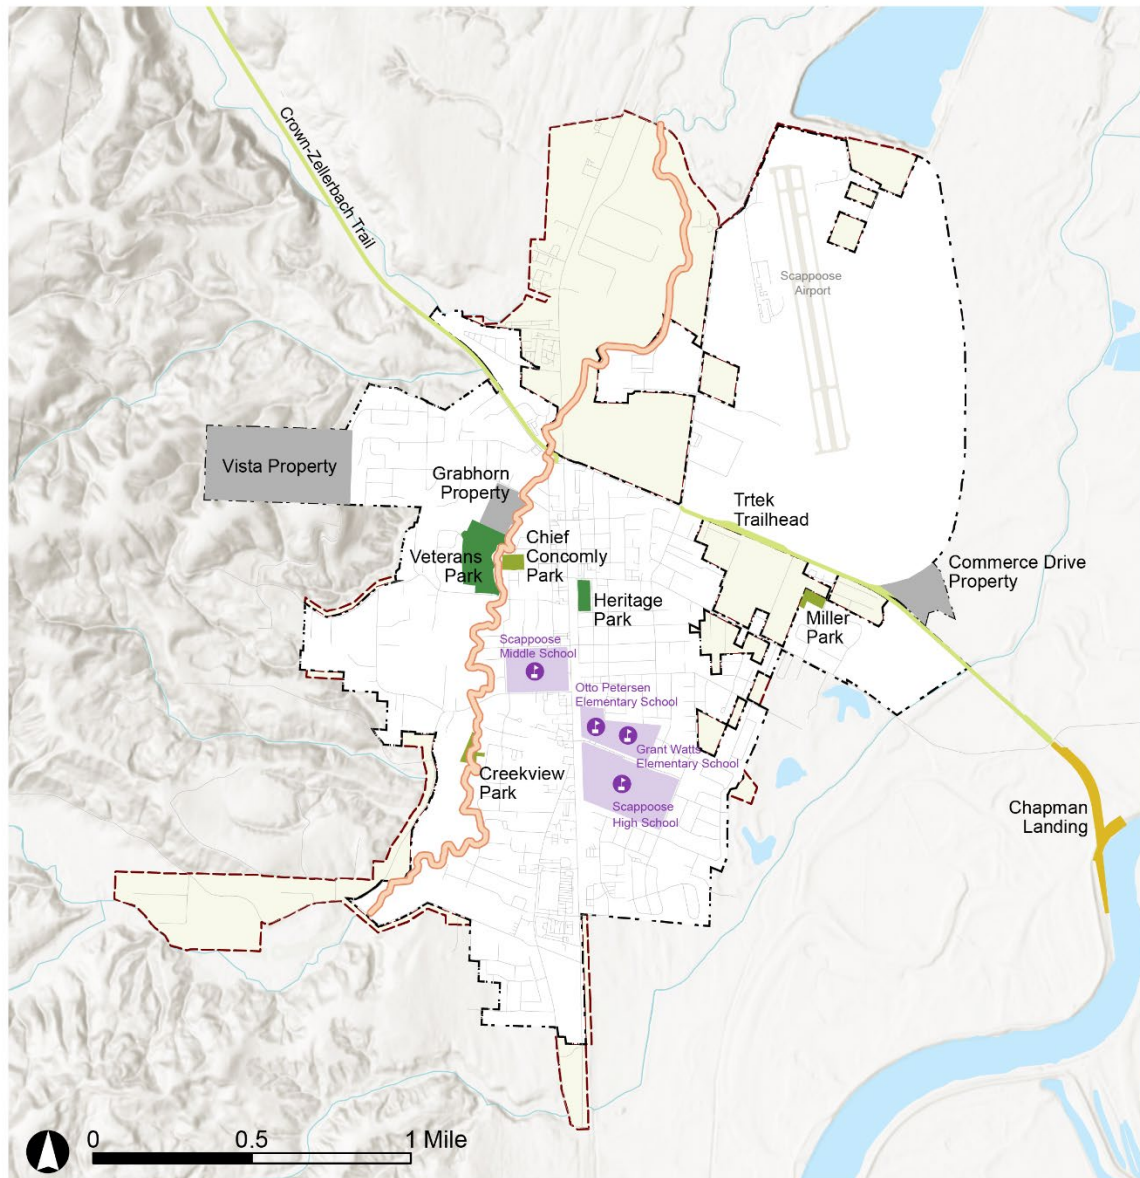 Crown-Zellerbach Trail
Scappoose
Airport
Vista Property
Grabhorn
Property
Trtek
Trailhead
Chief
Concomly
Park
Veterans
Park
Commerce Drive
Property
Heritage
Park
Miller
Park
Scappoose
Middle School
Otto Petersen
Elementary School
Grant Watts
Elementary School
Creekview
Park
Scappoose
High School
Chapman
Landing
0 0.5 1 Mile